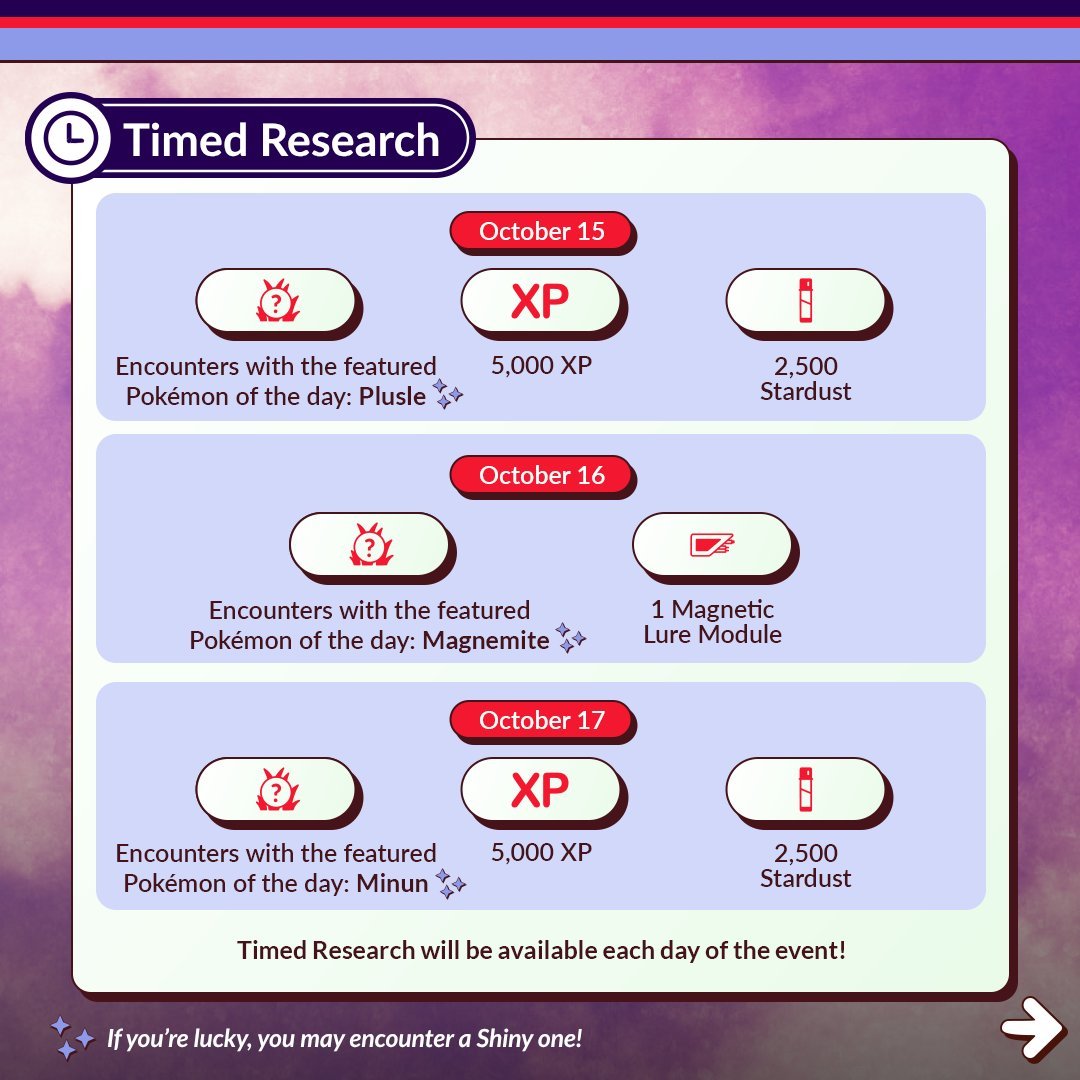 Timed Research
October 15
?
XP
Encounters with the featured
Pokémon of the day: Plusle
5,000 XP
2,500
Stardust
October 16
?
Encounters with the featured
Pokémon of the day: Magnemite
1 Magnetic
Lure Module
October 17
?
XP
Encounters with the featured
Pokémon of the day: Minun
5,000 XP
2,500
Stardust
Timed Research will be available each day of the event!
If you're lucky, you may encounter a Shiny one!